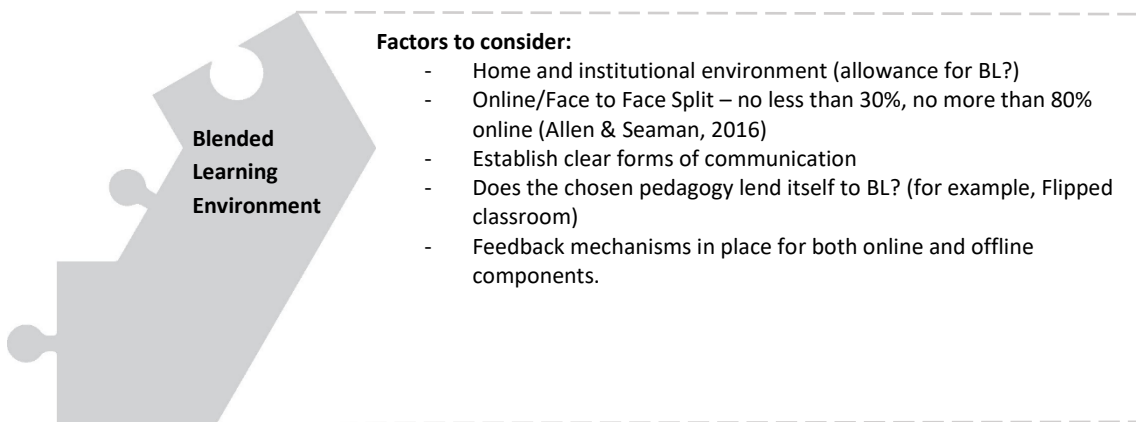 Blended
Learning
Environment
Factors to consider:
- Home and institutional environment (allowance for BL?)
- Online/Face to Face Split – no less than 30%, no more than 80%
online (Allen & Seaman, 2016)
- Establish clear forms of communication
- Does the chosen pedagogy lend itself to BL? (for example, Flipped
classroom)
- Feedback mechanisms in place for both online and offline
components.